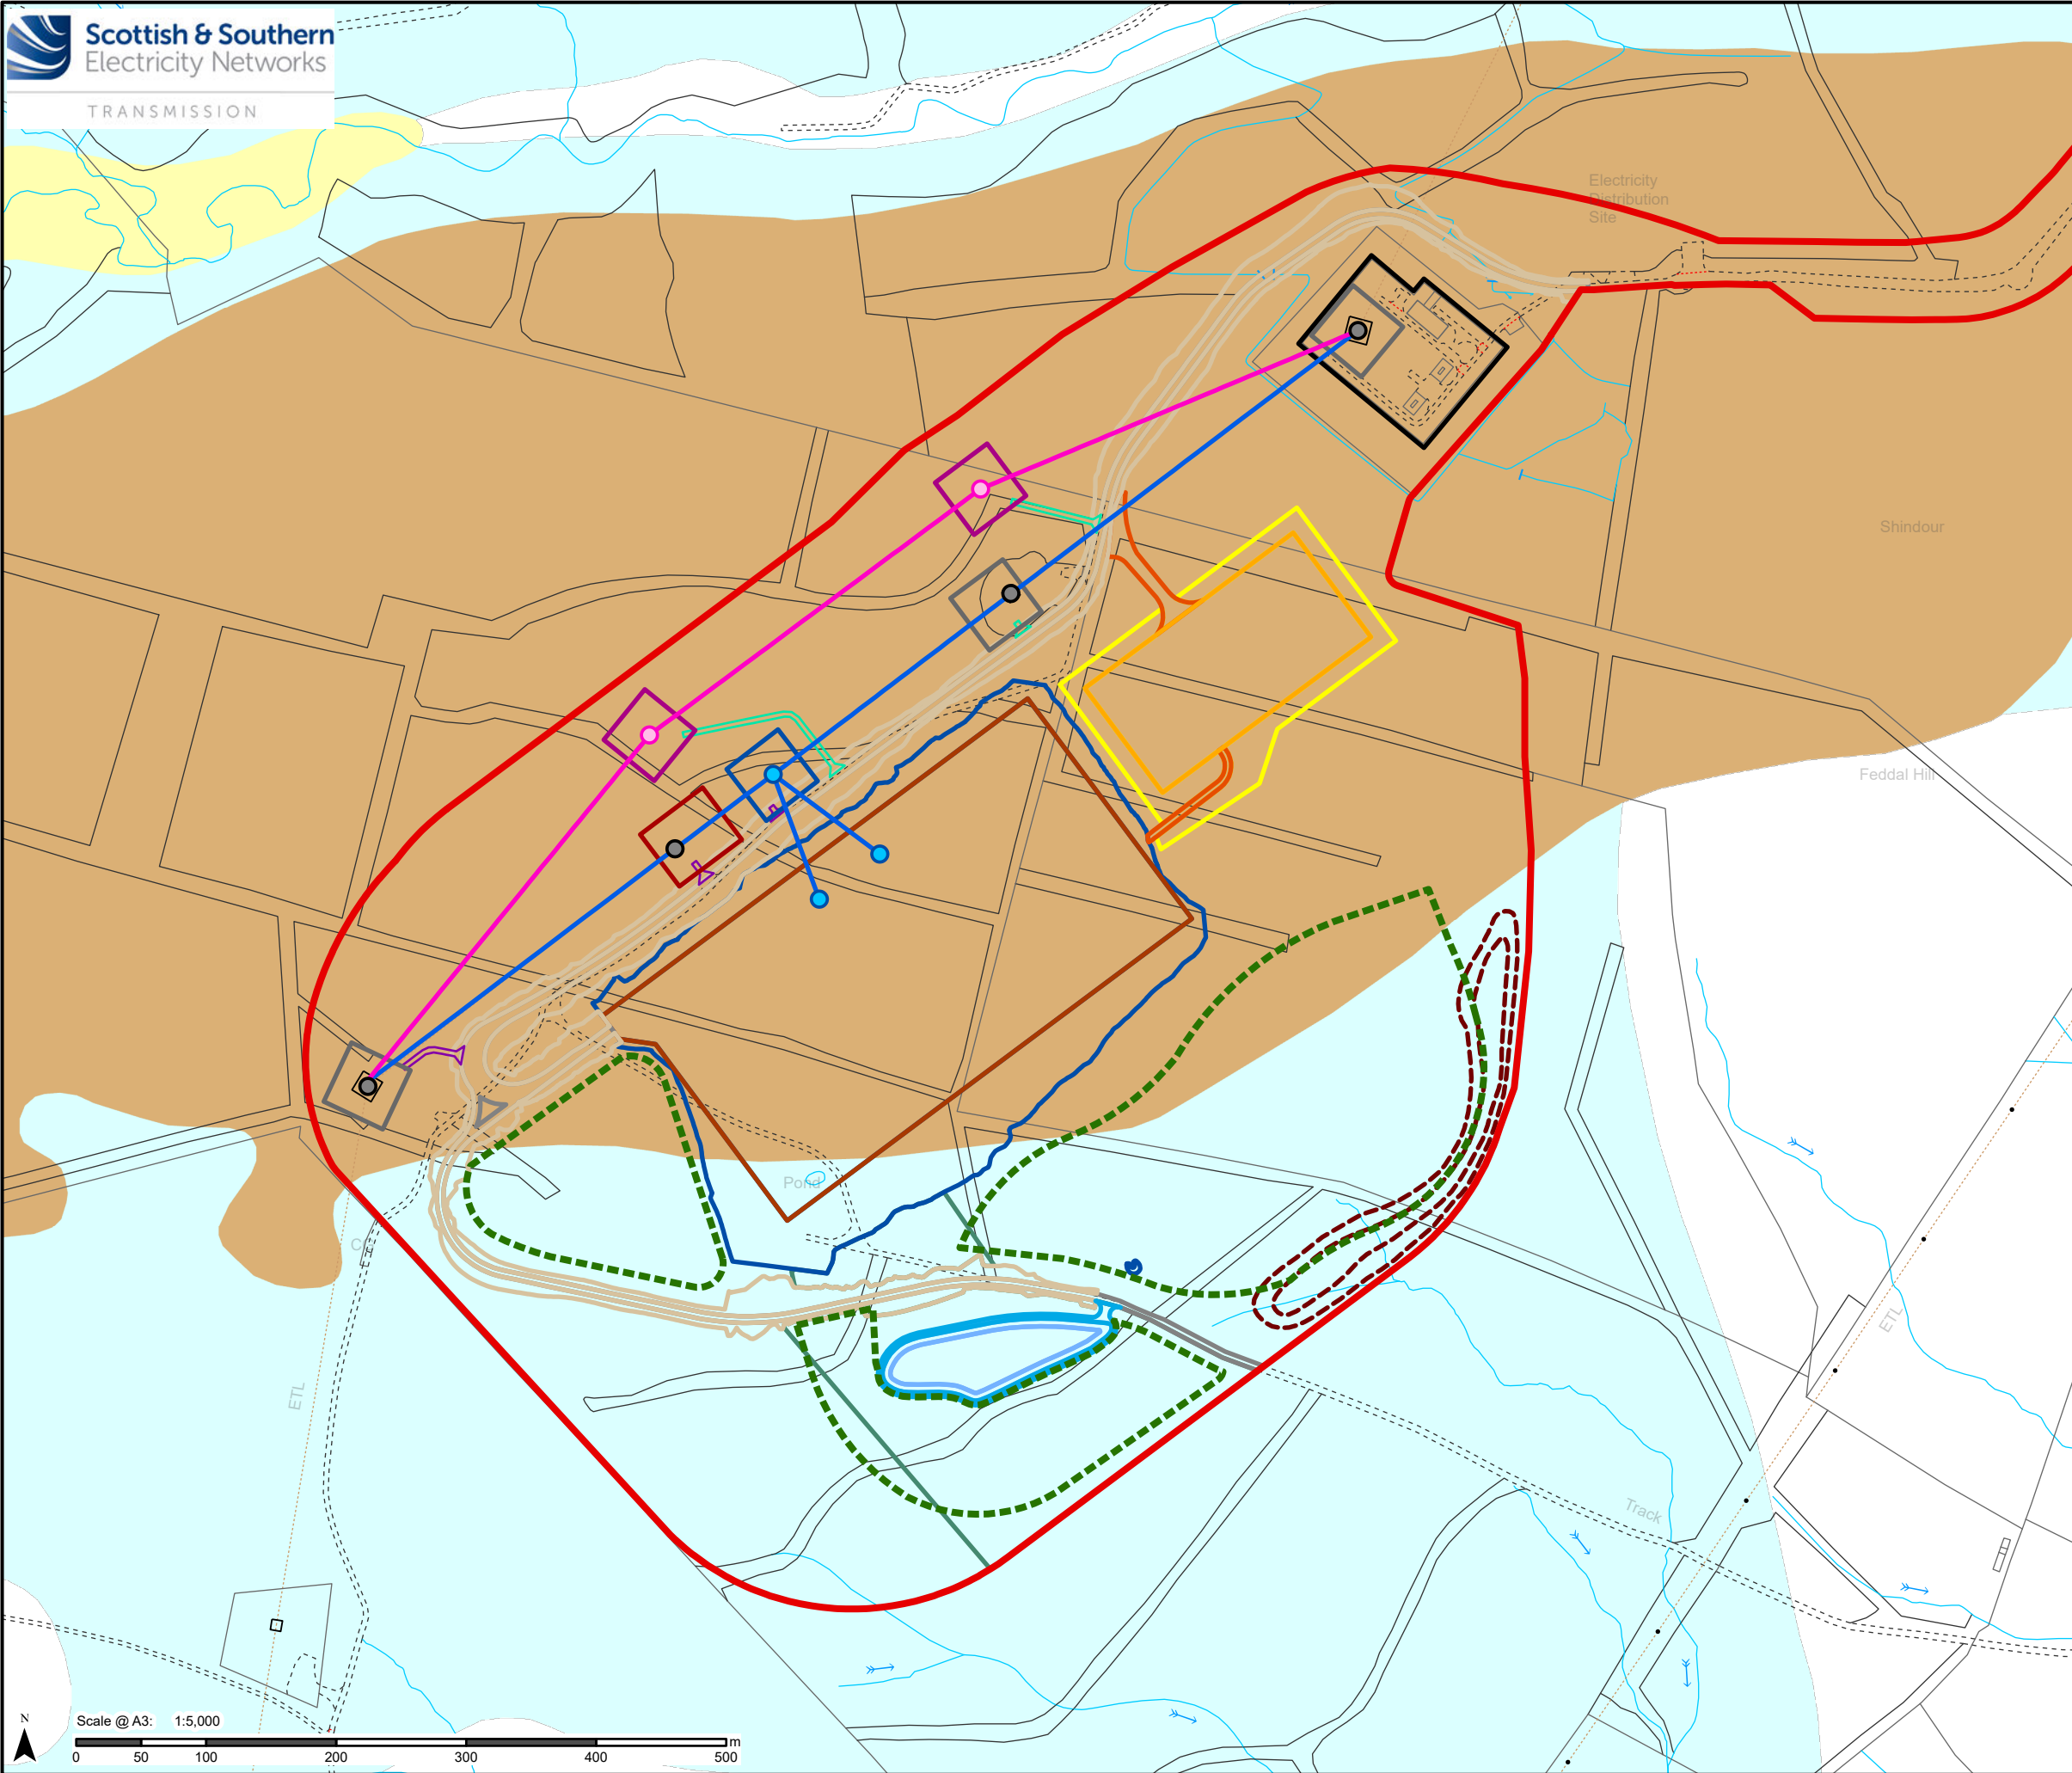 Scottish & Southern
Electricity Networks
TRANSMISSION
Electricity
Distribution
Site
Shindour
Feddal Hill
Pond
ETL
ETL
Track
N
Scale @ A3: 1:5,000
0 50 100 200 300 400 500 m